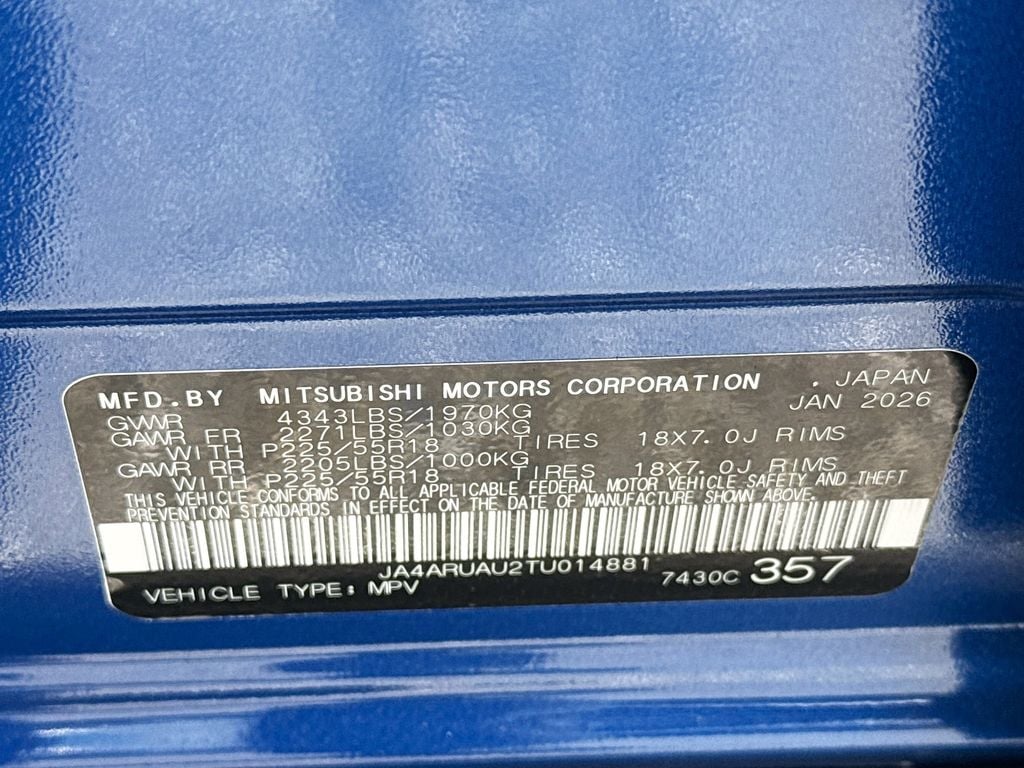 MFD.BY MITSUBISHI MOTORS CORPORATION . JAPAN
GVWR 4343LBS/1970KG JAN 2026
GAWR FR 2271LBS/1030KG
WITH P225/55R18 TIRES 18X7.0J RIMS
GAWR RR 2205LBS/1000KG
WITH P225/55R18 TIRES 18X7.0J RIMS
THIS VEHICLE CONFORMS TO ALL APPLICABLE FEDERAL MOTOR VEHICLE SAFETY AND THEFT
PREVENTION STANDARDS IN EFFECT ON THE DATE OF MANUFACTURE SHOWN ABOVE.
JA4ARUAU2TU014881
VEHICLE TYPE: MPV 7430C 357